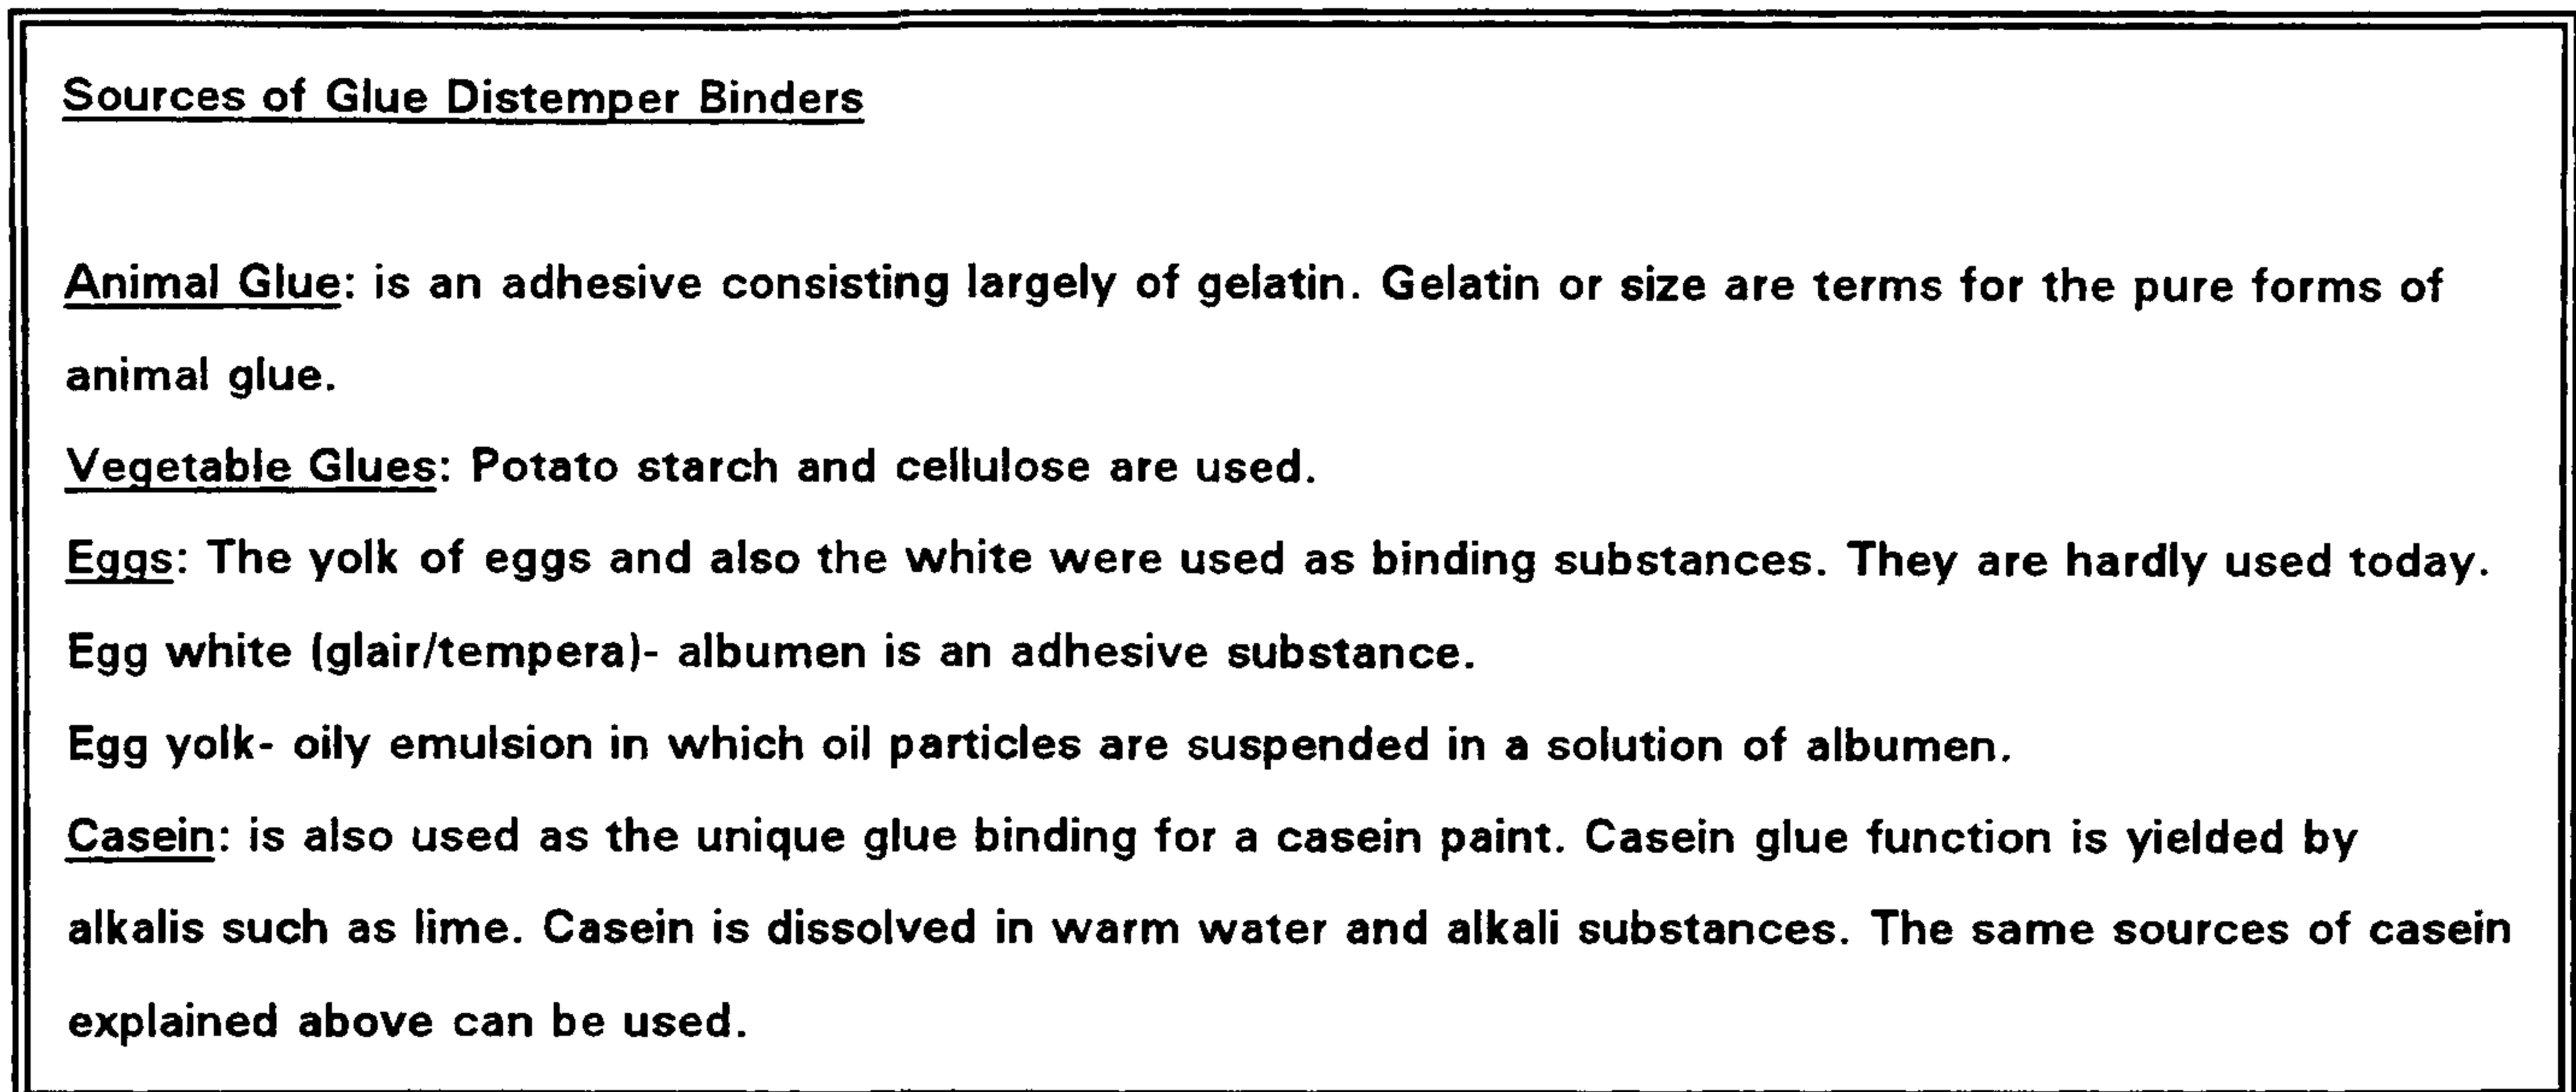 Sources of Glue Distemper Binders
Animal Glue: is an adhesive consisting largely of gelatin. Gelatin or size are terms for the pure forms of
animal glue.
Vegetable Glues: Potato starch and cellulose are used.
Eggs: The yolk of eggs and also the white were used as binding substances. They are hardly used today.
Egg white (glair/tempera)- albumen is an adhesive substance.
Egg yolk- oily emulsion in which oil particles are suspended in a solution of albumen.
Casein: is also used as the unique glue binding for a casein paint. Casein glue function is yielded by
alkalis such as lime. Casein is dissolved in warm water and alkali substances. The same sources of casein
explained above can be used.